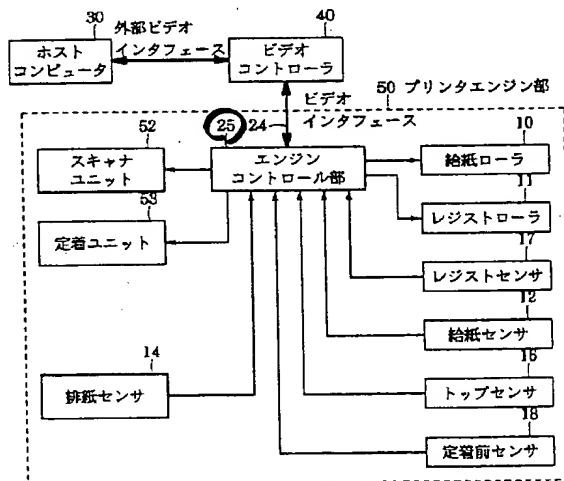 30
ホスト
コンピュータ
外部ビデオ
インタフェース
40
ビデオ
コントローラ
50 プリンタエンジン部
ビデオ
インタフェース
24
25
エンジン
コントロール部
52
スキャナ
ユニット
53
定着ユニット
14
排紙センサ
10
給紙ローラ
11
レジストローラ
17
レジストセンサ
12
給紙センサ
16
トップセンサ
18
定着前センサ